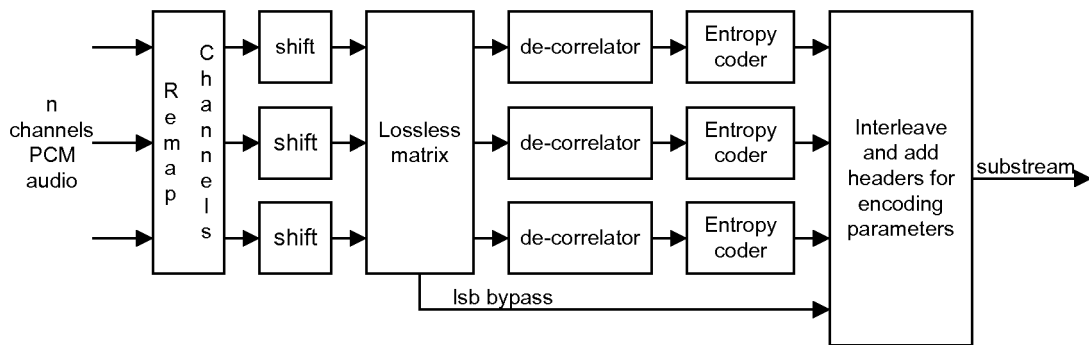 n
channels
PCM
audio
Remap
Channels
shift
shift
shift
Lossless
matrix
de-correlator
de-correlator
de-correlator
Entropy
coder
Entropy
coder
Entropy
coder
lsb bypass
Interleave
and add
headers for
encoding
parameters
substream